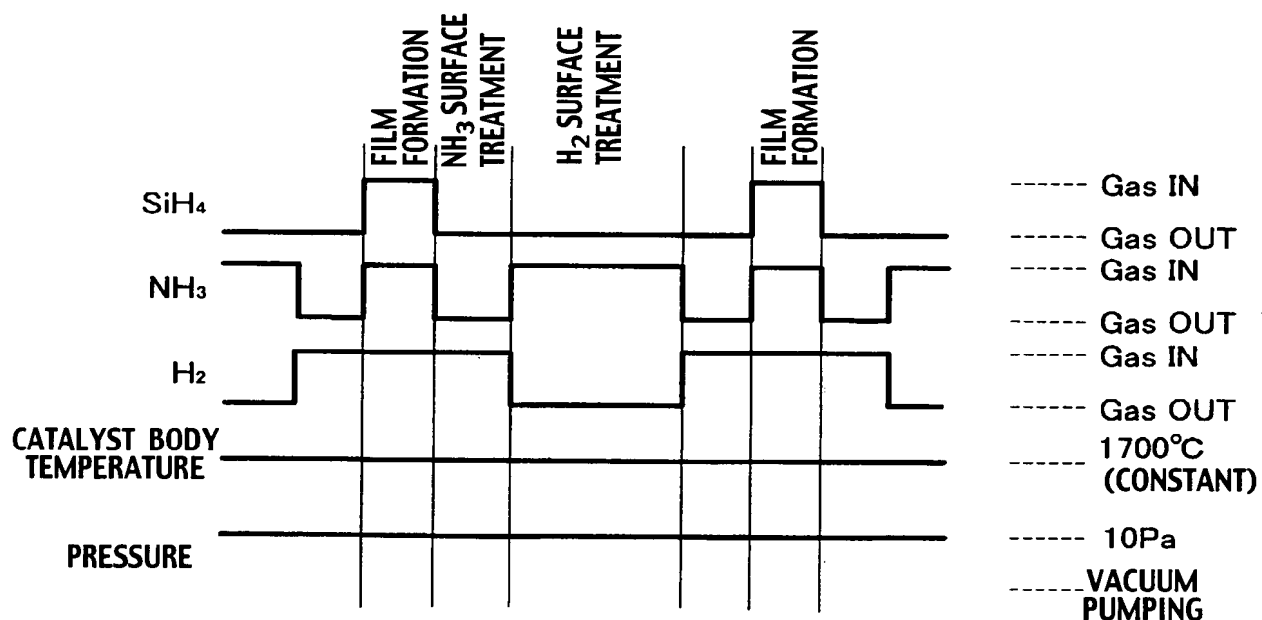 FILM
FORMATION
NH₃ SURFACE
TREATMENT
H₂ SURFACE
TREATMENT
FILM
FORMATION
SiH₄
Gas IN
Gas OUT
NH₃
Gas IN
Gas OUT
H₂
Gas IN
Gas OUT
CATALYST BODY
TEMPERATURE
1700°C
(CONSTANT)
PRESSURE
10Pa
VACUUM
PUMPING